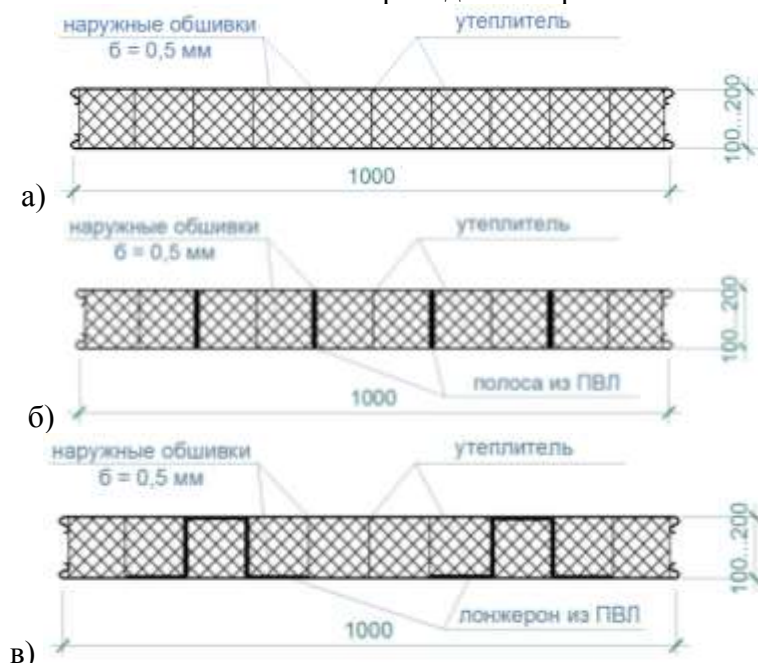 наружные обшивки
б = 0,5 мм
утеплитель
100...200
1000
а)
наружные обшивки
б = 0,5 мм
утеплитель
100...200
полоса из ПВЛ
1000
б)
наружные обшивки
б = 0,5 мм
утеплитель
100...200
лонжерон из ПВЛ
1000
в)